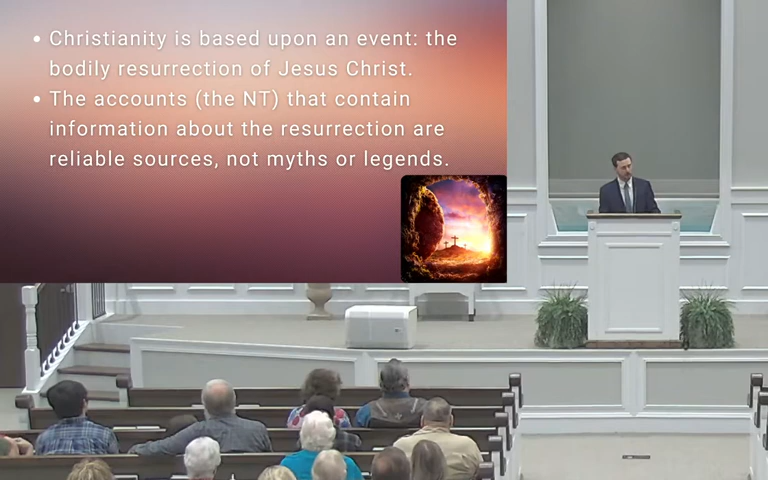 • Christianity is based upon an event: the
bodily resurrection of Jesus Christ.
• The accounts (the NT) that contain
information about the resurrection are
reliable sources, not myths or legends.